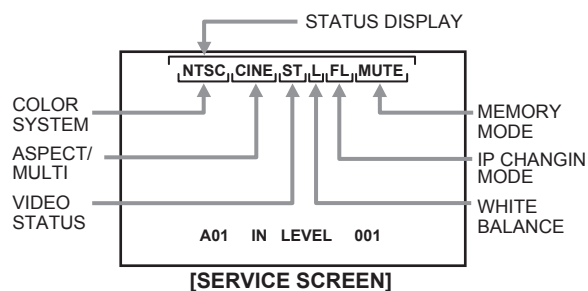 STATUS DISPLAY
NTSC CINE ST L FL MUTE
COLOR
SYSTEM
ASPECT/
MULTI
VIDEO
STATUS
MEMORY
MODE
IP CHANGIN
MODE
WHITE
BALANCE
A01 IN LEVEL 001
[SERVICE SCREEN]